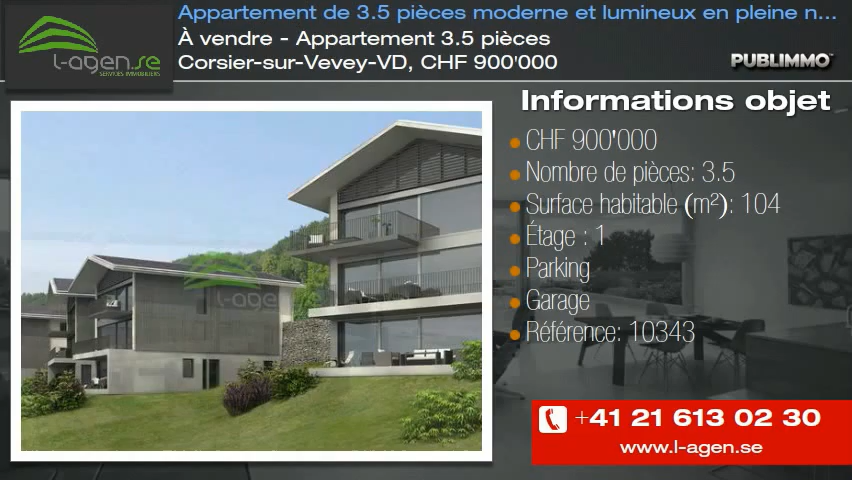 l-agen.se
SERVICES IMMOBILIERS
Appartement de 3.5 pièces moderne et lumineux en pleine n...
À vendre - Appartement 3.5 pièces
Corsier-sur-Vevey-VD, CHF 900'000
PUBLIMMO
Informations objet
CHF 900'000
Nombre de pièces: 3.5
Surface habitable (m²): 104
Étage : 1
Parking
Garage
Référence: 10343
l-agen
+41 21 613 02 30
www.l-agen.se